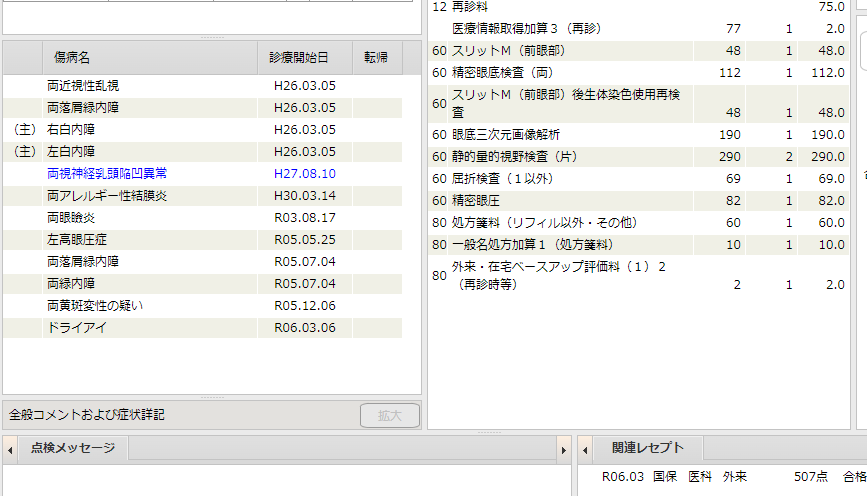 傷病名 診療開始日 転帰
両近視性乱視 H26.03.05
両落屑緑内障 H26.03.05
(主) 右白内障 H26.03.05
(主) 左白内障 H26.03.05
両視神経乳頭陥凹異常 H27.08.10
両アレルギー性結膜炎 H30.03.14
両眼瞼炎 R03.08.17
左高眼圧症 R05.05.25
両落屑緑内障 R05.07.04
両緑内障 R05.07.04
両黄斑変性の疑い R05.12.06
ドライアイ R06.03.06
全般コメントおよび症状詳記 拡大
12 再診料 75.0
医療情報取得加算3(再診) 77 1 2.0
60 スリットM(前眼部) 48 1 48.0
60 精密眼底検査(両) 112 1 112.0
60 スリットM(前眼部)後生体染色使用再検
査 48 1 48.0
60 眼底三次元画像解析 190 1 190.0
60 静的量的視野検査(片) 290 2 290.0
60 屈折検査(1以外) 69 1 69.0
60 精密眼圧 82 1 82.0
80 処方箋料(リフィル以外・その他) 60 1 60.0
80 一般名処方加算1(処方箋料) 10 1 10.0
80 外来・在宅ベースアップ評価料(1)2
(再診時等) 2 1 2.0
点検メッセージ
関連レセプト
R06.03 国保 医科 外来 507点 合格